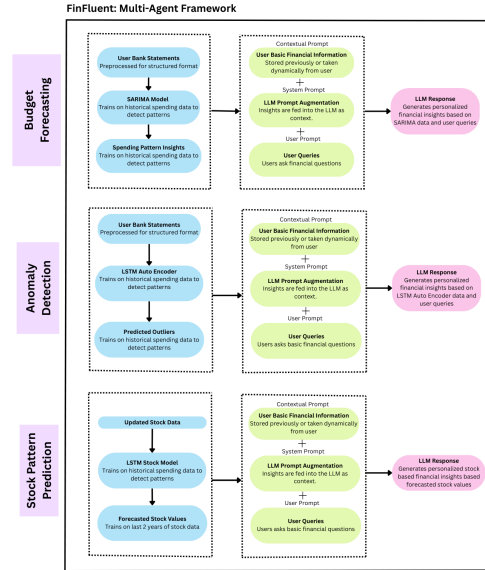 FinFluent: Multi-Agent Framework
Budget
Forecasting
User Bank Statements
Preprocessed for structured format
SARIMA Model
Trains on historical spending data to
detect patterns
Spending Pattern Insights
Trains on historical spending data to
detect patterns
Contextual Prompt
User Basic Financial Information
Stored previously or taken
dynamically from user
+
System Prompt
LLM Prompt Augmentation
Insights are fed into the LLM as
context.
+
User Prompt
User Queries
Users ask financial questions
LLM Response
Generates personalized
financial insights based on
SARIMA data and user queries
Anomaly
Detection
User Bank Statements
Preprocessed for structured format
LSTM Auto Encoder
Trains on historical spending data to
detect patterns
Predicted Outliers
Trains on historical spending data to
detect patterns
Contextual Prompt
User Basic Financial Information
Stored previously or taken dynamically
from user
+
System Prompt
LLM Prompt Augmentation
Insights are fed into the LLM as
context.
+
User Prompt
User Queries
Users asks basic financial questions
LLM Response
Generates personalized
financial insights based on
LSTM Auto Encoder data and
user queries
Stock Pattern
Prediction
Updated Stock Data
LSTM Stock Model
Trains on historical spending data to
detect patterns
Forecasted Stock Values
Trains on last 2 years of stock data
Contextual Prompt
User Basic Financial Information
Stored previously or taken dynamically
from user
+
System Prompt
LLM Prompt Augmentation
Insights are fed into the LLM as
context.
+
User Prompt
User Queries
Users asks basic financial questions
LLM Response
Generates personalized stock
based financial insights based
forecasted stock values